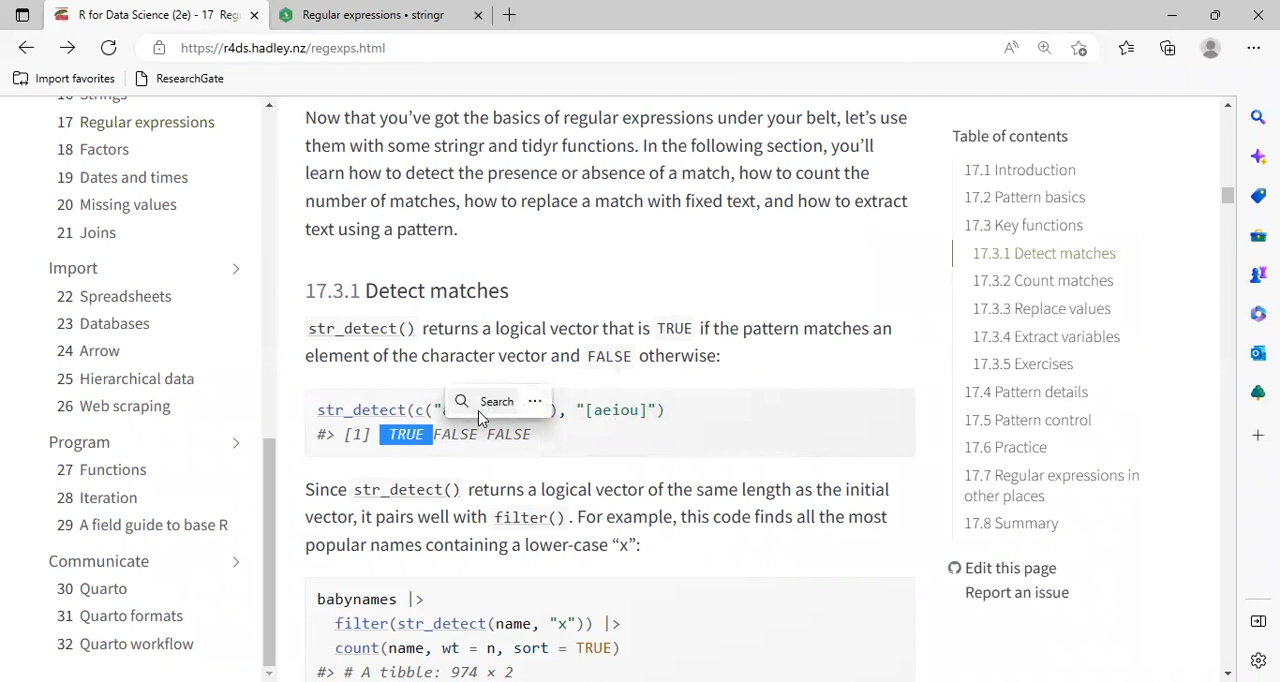 R for Data Science (2e) - 17 Regu
Regular expressions • stringr
https://r4ds.hadley.nz/regexps.html
Import favorites
ResearchGate
16 Strings
17 Regular expressions
18 Factors
19 Dates and times
20 Missing values
21 Joins
Import
22 Spreadsheets
23 Databases
24 Arrow
25 Hierarchical data
26 Web scraping
Program
27 Functions
28 Iteration
29 A field guide to base R
Communicate
30 Quarto
31 Quarto formats
32 Quarto workflow
Now that you’ve got the basics of regular expressions under your belt, let’s use
them with some stringr and tidyr functions. In the following section, you’ll
learn how to detect the presence or absence of a match, how to count the
number of matches, how to replace a match with fixed text, and how to extract
text using a pattern.
17.3.1 Detect matches
str_detect() returns a logical vector that is TRUE if the pattern matches an
element of the character vector and FALSE otherwise:
Search ...
str_detect(c("a ), "[aeiou]")
#> [1] TRUE FALSE FALSE
Since str_detect() returns a logical vector of the same length as the initial
vector, it pairs well with filter(). For example, this code finds all the most
popular names containing a lower-case “x”:
babynames |>
filter(str_detect(name, "x")) |>
count(name, wt = n, sort = TRUE)
#> # A tibble: 974 × 2
Table of contents
17.1 Introduction
17.2 Pattern basics
17.3 Key functions
17.3.1 Detect matches
17.3.2 Count matches
17.3.3 Replace values
17.3.4 Extract variables
17.3.5 Exercises
17.4 Pattern details
17.5 Pattern control
17.6 Practice
17.7 Regular expressions in
other places
17.8 Summary
Edit this page
Report an issue